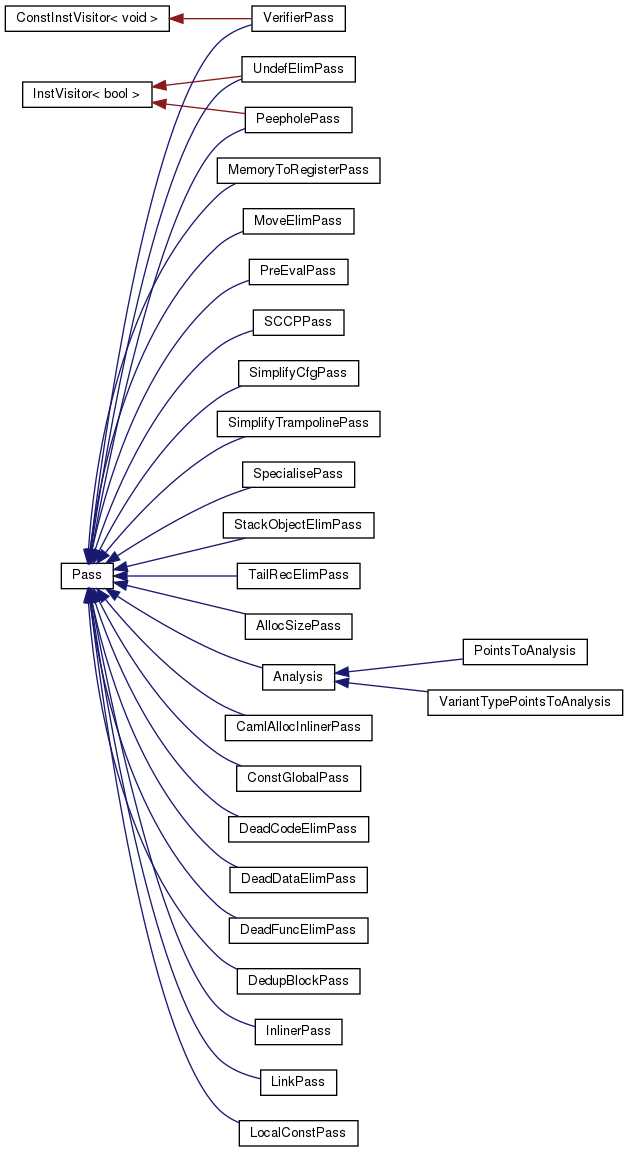 ConstInstVisitor< void >
VerifierPass
UndefElimPass
InstVisitor< bool >
PeepholePass
MemoryToRegisterPass
MoveElimPass
PreEvalPass
SCCPPass
SimplifyCfgPass
SimplifyTrampolinePass
SpecialisePass
StackObjectElimPass
Pass
TailRecElimPass
AllocSizePass
Analysis
PointsToAnalysis
VariantTypePointsToAnalysis
CamlAllocInlinerPass
ConstGlobalPass
DeadCodeElimPass
DeadDataElimPass
DeadFuncElimPass
DedupBlockPass
InlinerPass
LinkPass
LocalConstPass